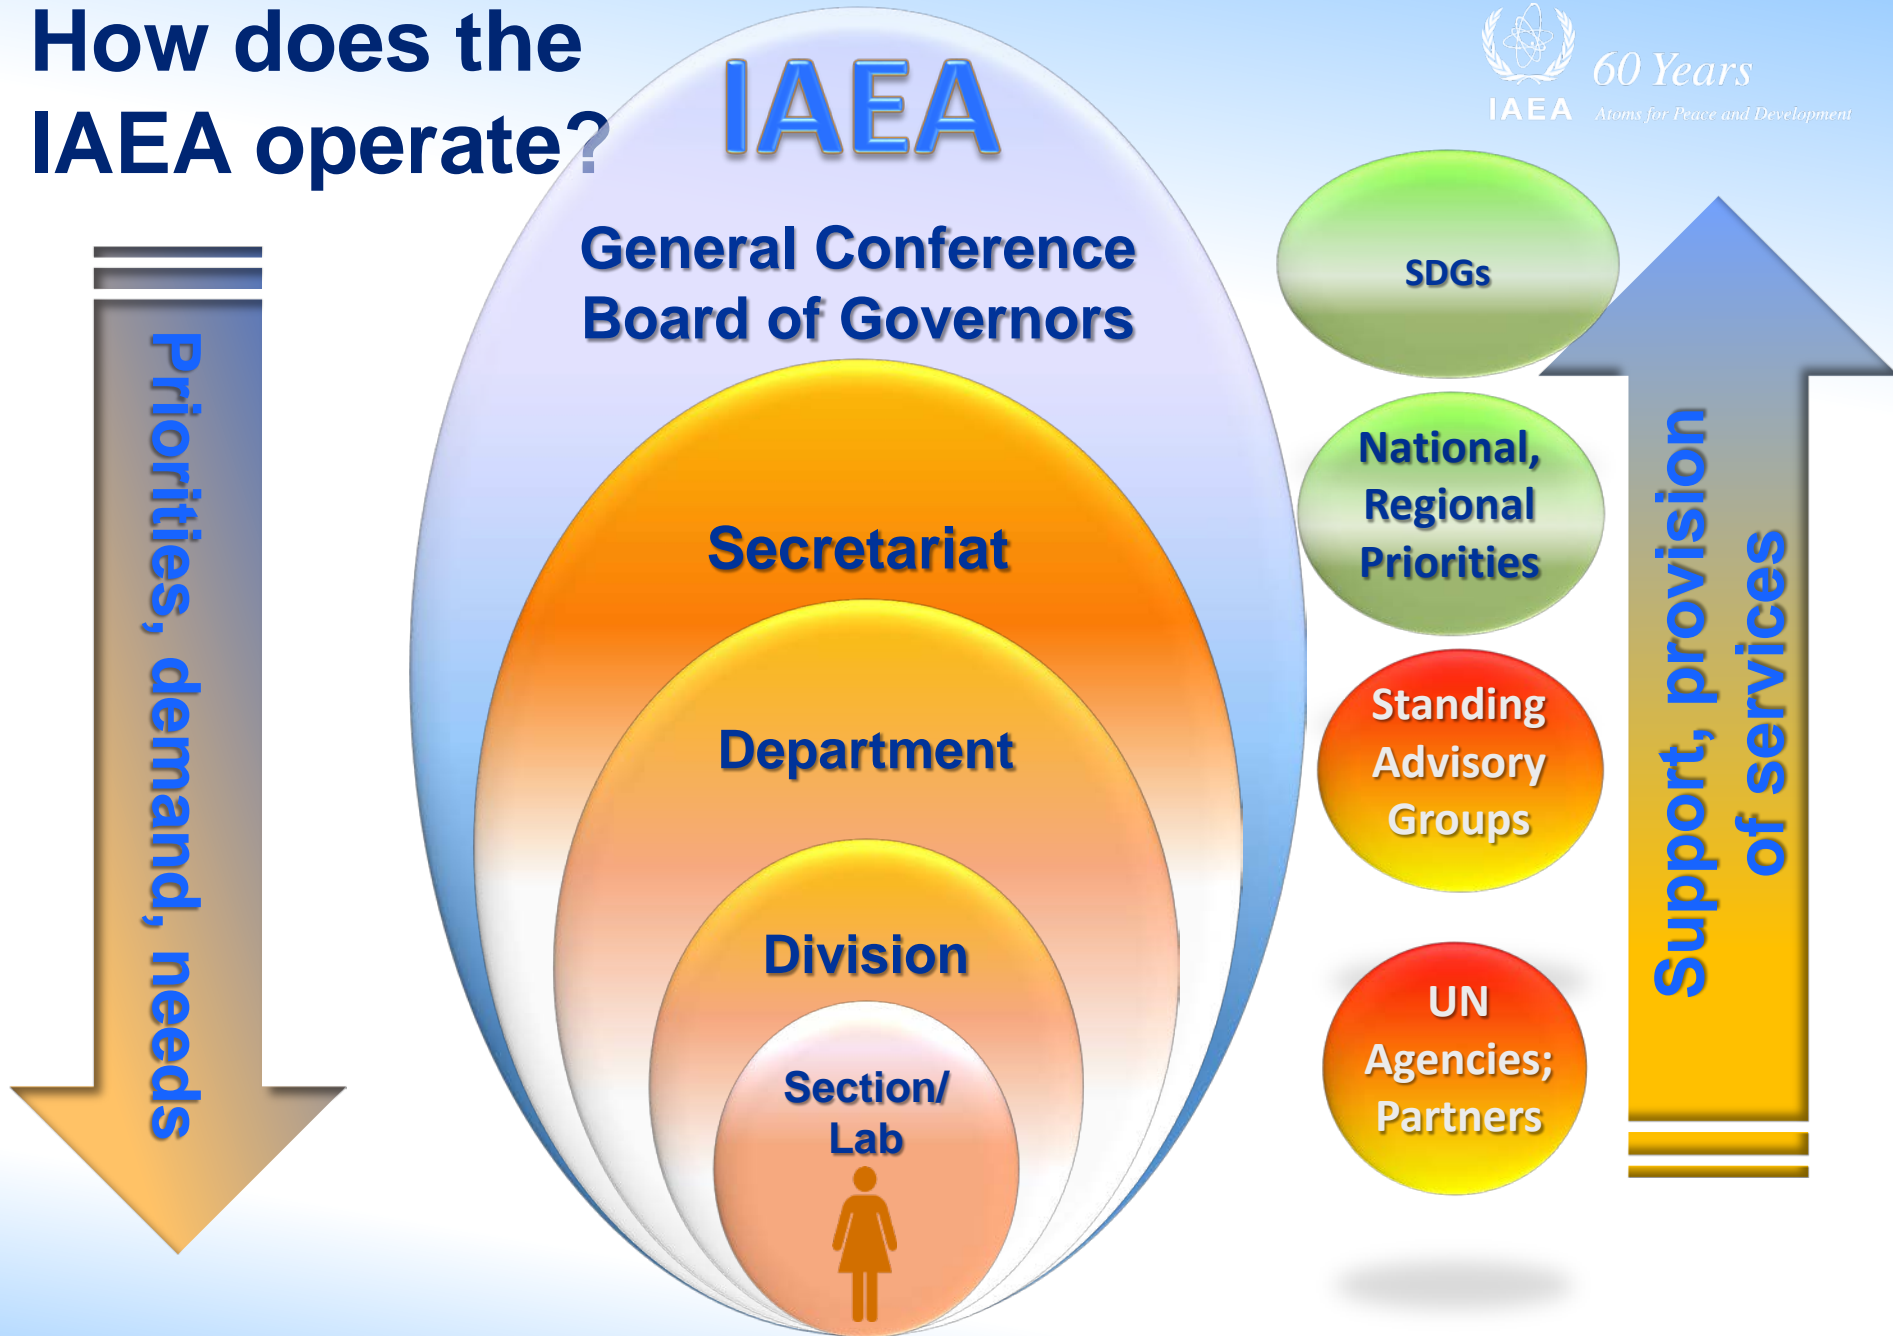 How does the
IAEA operate?
IAEA
60 Years
IAEA Atoms for Peace and Development
General Conference
Board of Governors
Secretariat
Department
Division
Section/
Lab
Priorities, demand, needs
SDGs
National,
Regional
Priorities
Standing
Advisory
Groups
UN
Agencies;
Partners
Support, provision
of services